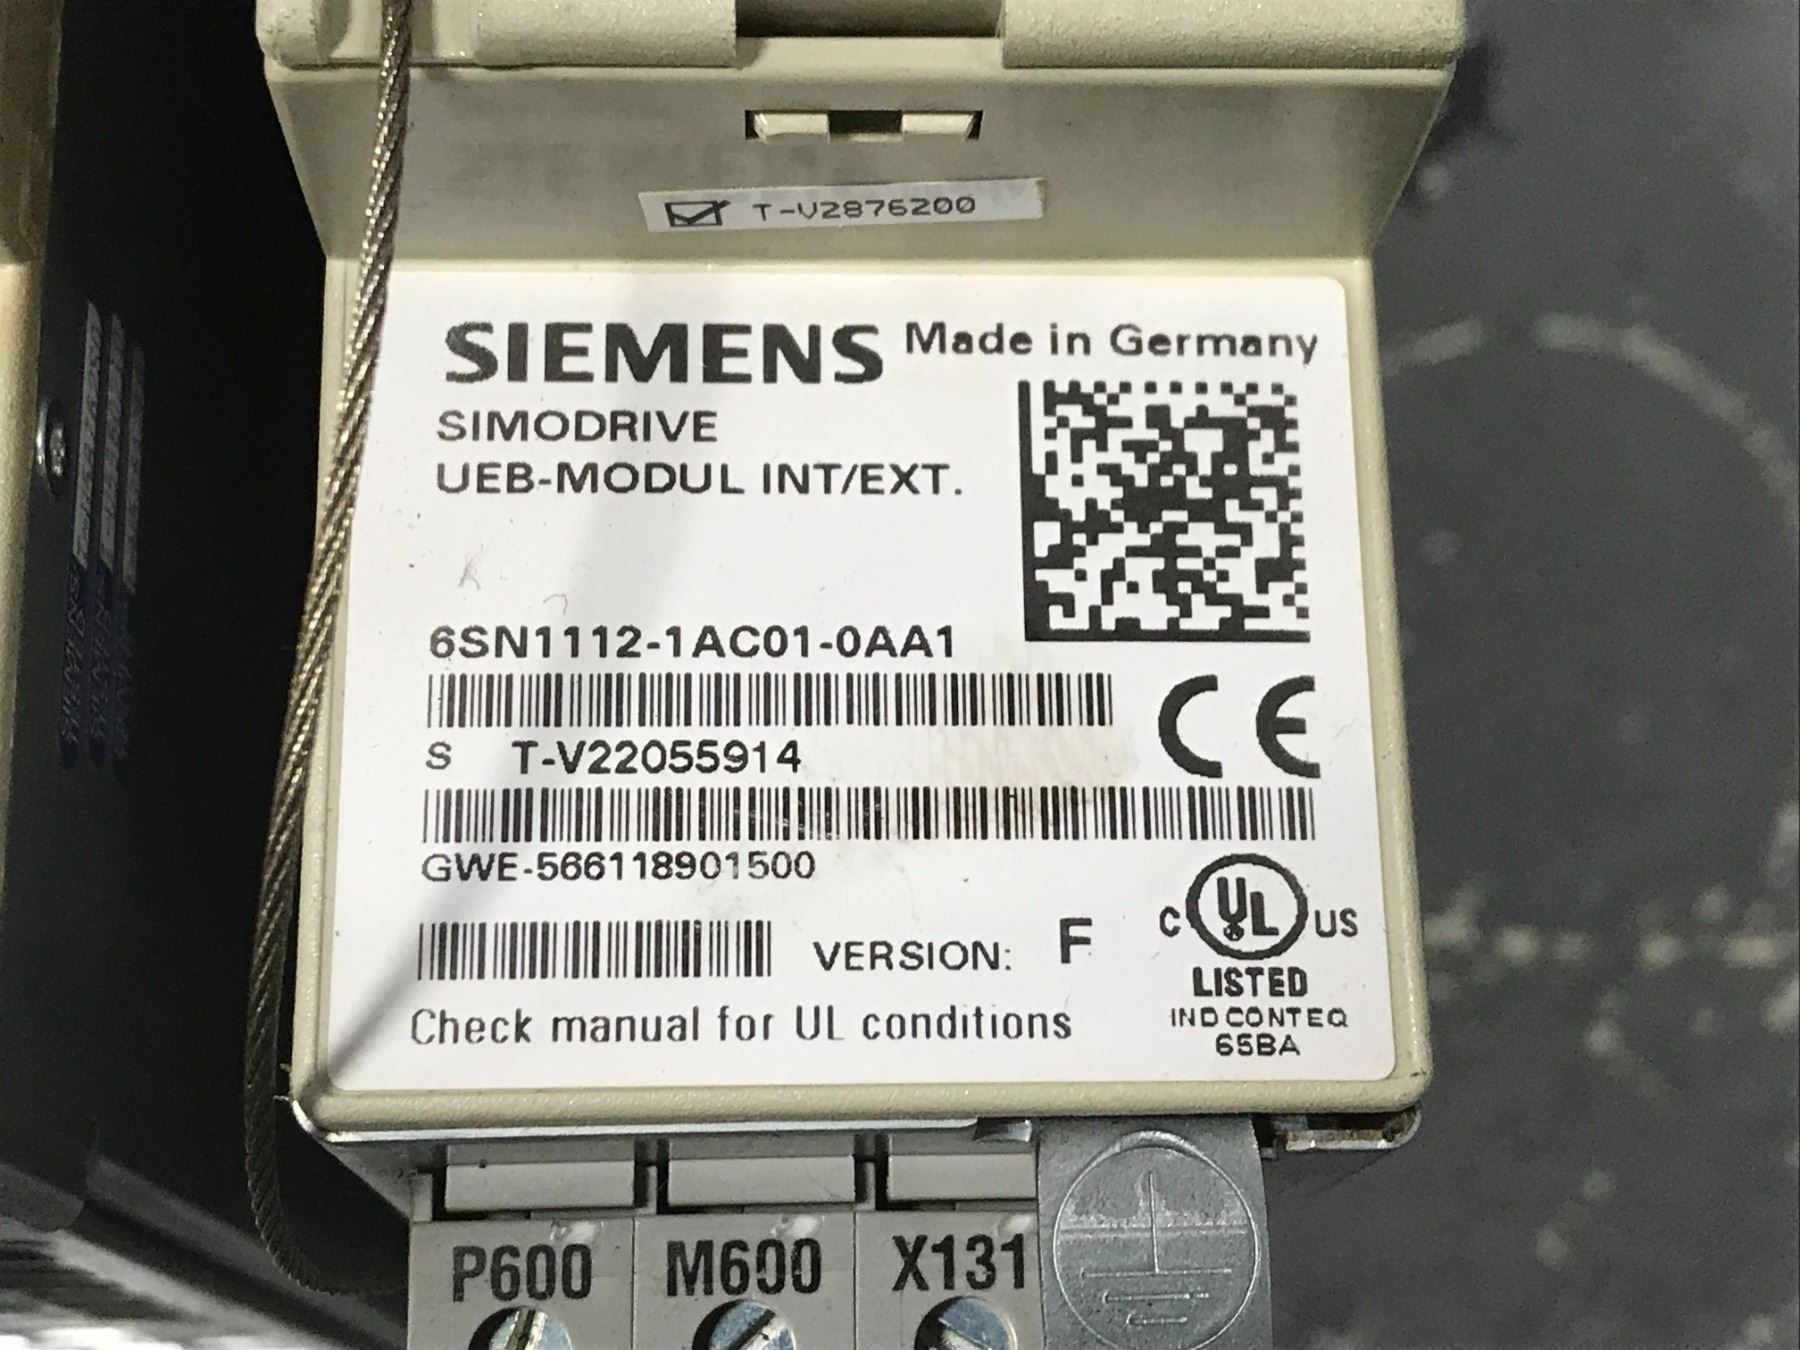 T-V2876200
SIEMENS Made in Germany
SIMODRIVE
UEB-MODUL INT/EXT.
6SN1112-1AC01-0AA1
CE
S T-V22055914
GWE-566118901500
VERSION: F
C UL US
LISTED
IND CONT EQ
65BA
Check manual for UL conditions
P600 M600 X131